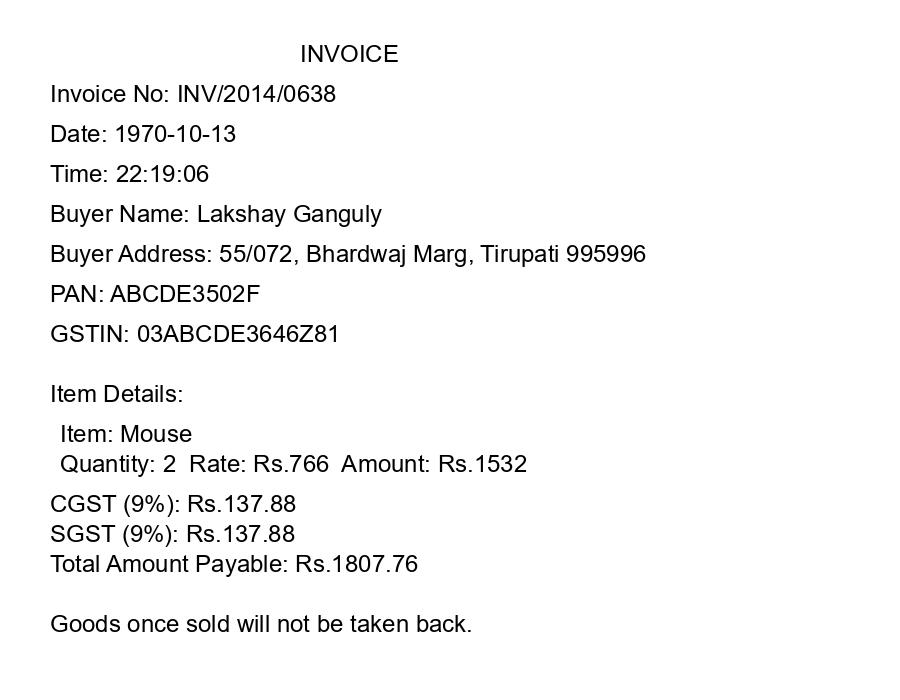 INVOICE
Invoice No: INV/2014/0638
Date: 1970-10-13
Time: 22:19:06
Buyer Name: Lakshay Ganguly
Buyer Address: 55/072, Bhardwaj Marg, Tirupati 995996
PAN: ABCDE3502F
GSTIN: 03ABCDE3646Z81
Item Details:
Item: Mouse
Quantity: 2  Rate: Rs.766  Amount: Rs.1532
CGST (9%): Rs.137.88
SGST (9%): Rs.137.88
Total Amount Payable: Rs.1807.76
Goods once sold will not be taken back.